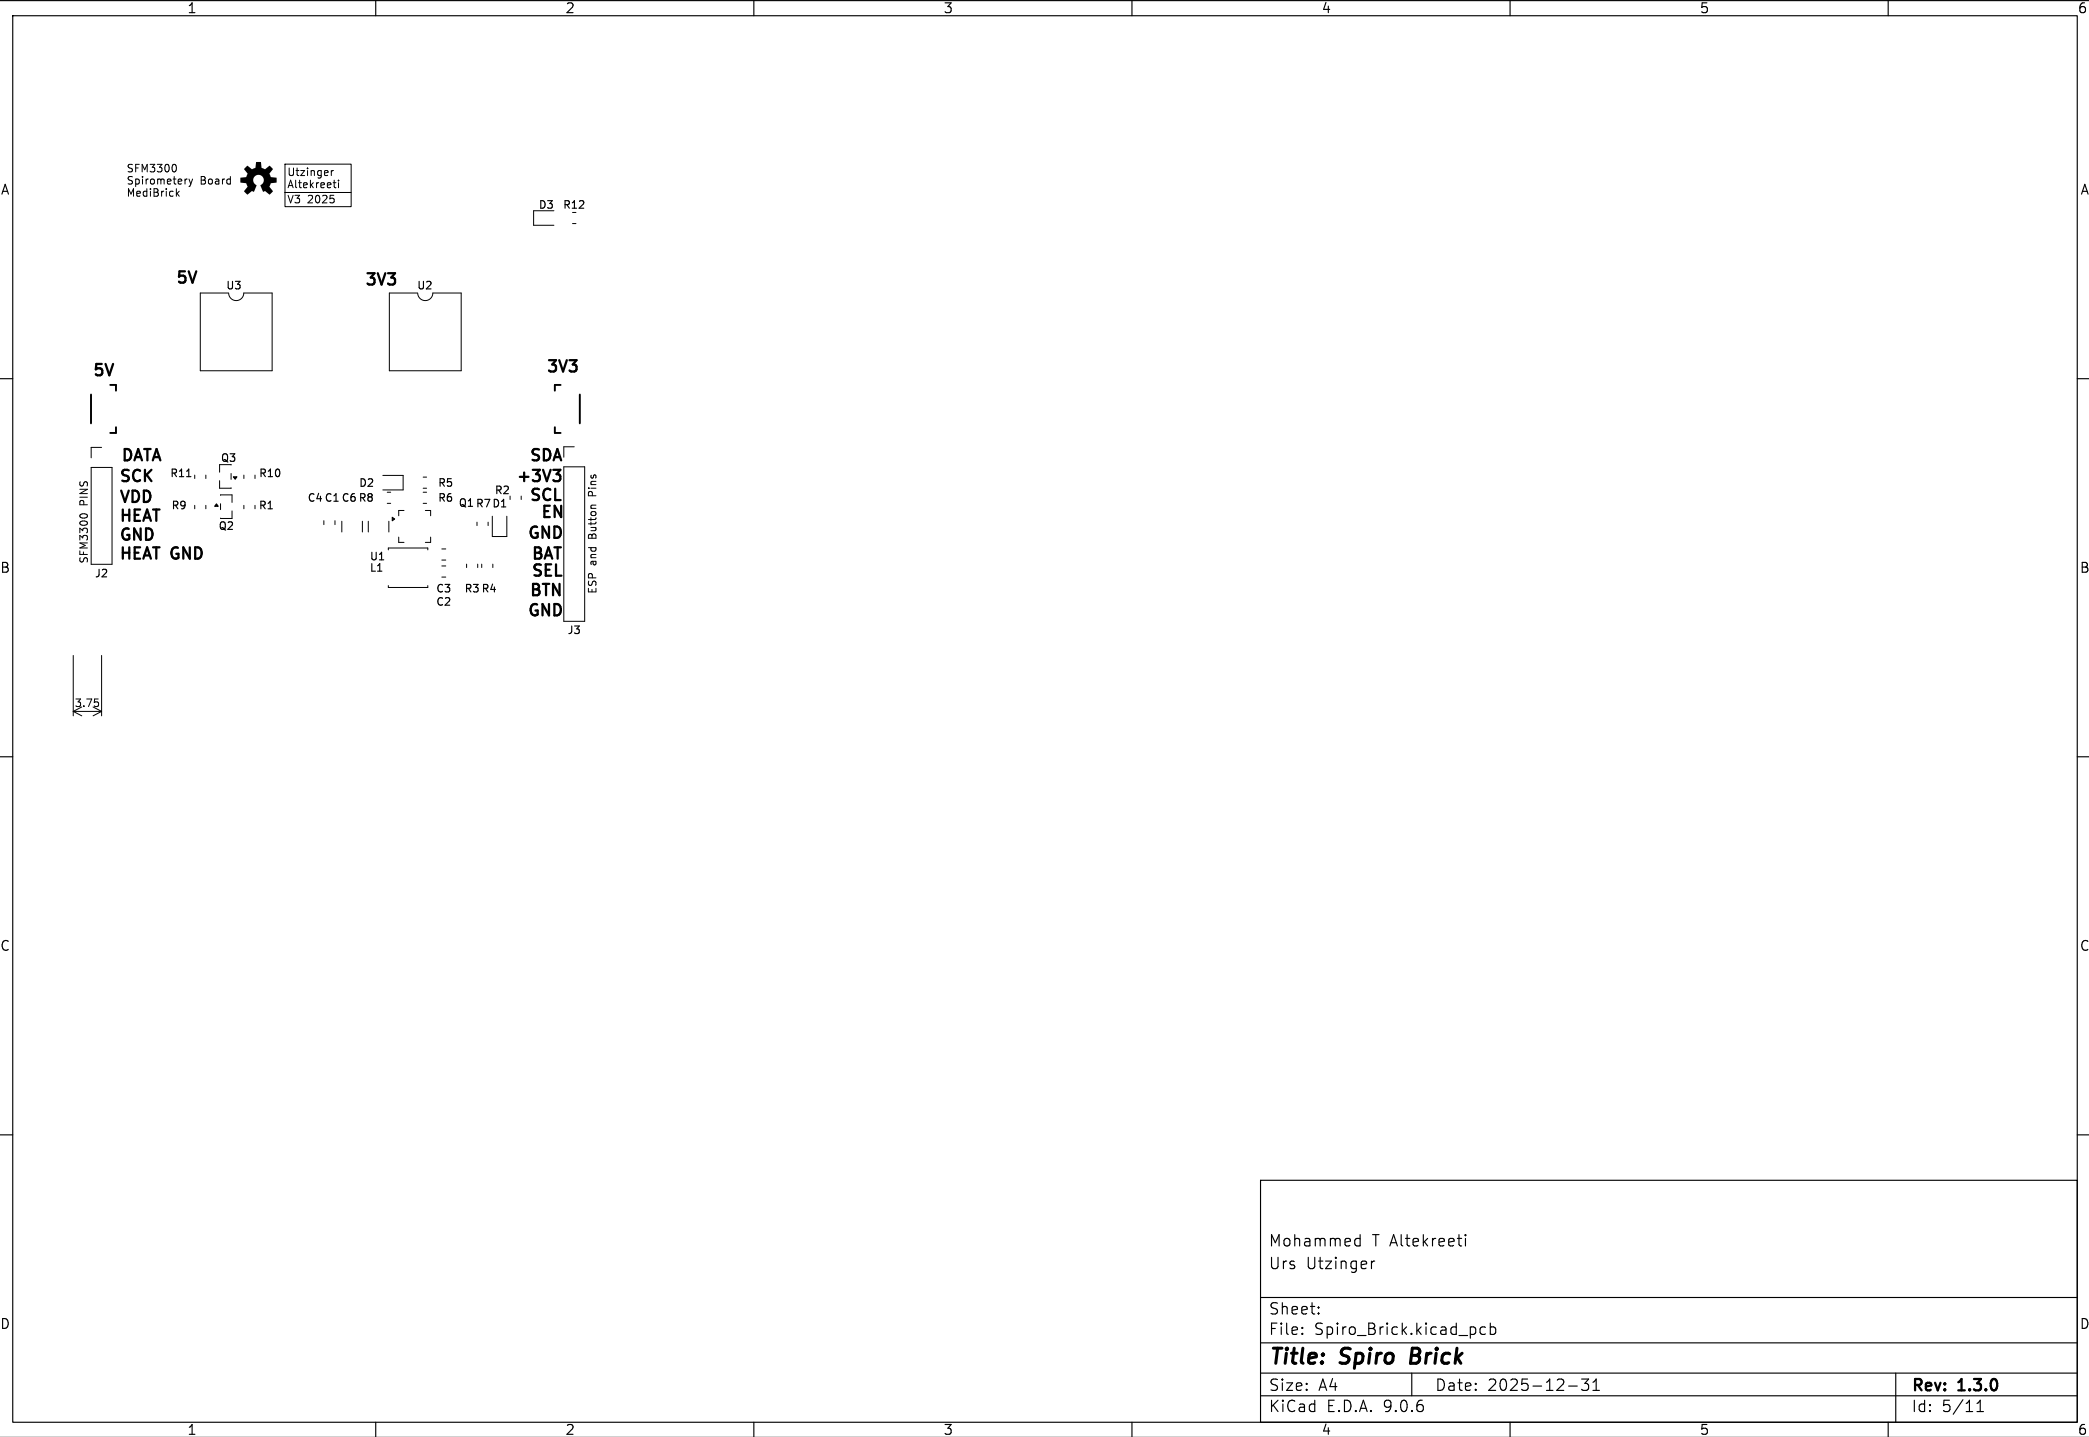 1 2 3 4 5 6
A A
SFM3300
Spirometery Board
MediBrick
Utzinger
Altekreeti
V3 2025
D3 R12
5V
U3
3V3
U2
5V
3V3
DATA
SCK
VDD
HEAT
GND
HEAT GND
SFM3300 PINS
J2
Q3
R11
R10
R9
R1
Q2
D2
R5
C4 C1 C6 R8
R6
Q1 R7 D1
R2
U1
L1
C3
C2
R3 R4
SDA
+3V3
SCL
EN
GND
BAT
SEL
BTN
GND
ESP and Button Pins
J3
B B
3.75
C C
D D
Mohammed T Altekreeti
Urs Utzinger
Sheet:
File: Spiro_Brick.kicad_pcb
Title: Spiro Brick
Size: A4 Date: 2025-12-31 Rev: 1.3.0
KiCad E.D.A. 9.0.6 Id: 5/11
1 2 3 4 5 6